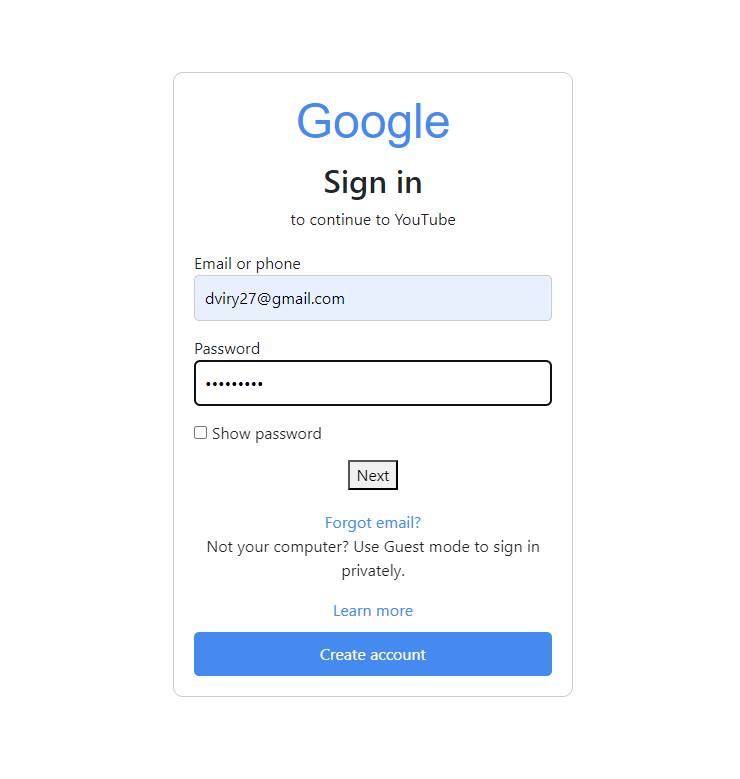 Google
Sign in
to continue to YouTube
Email or phone
dviry27@gmail.com
Password
•••••••••
Show password
Next
Forgot email?
Not your computer? Use Guest mode to sign in
privately.
Learn more
Create account